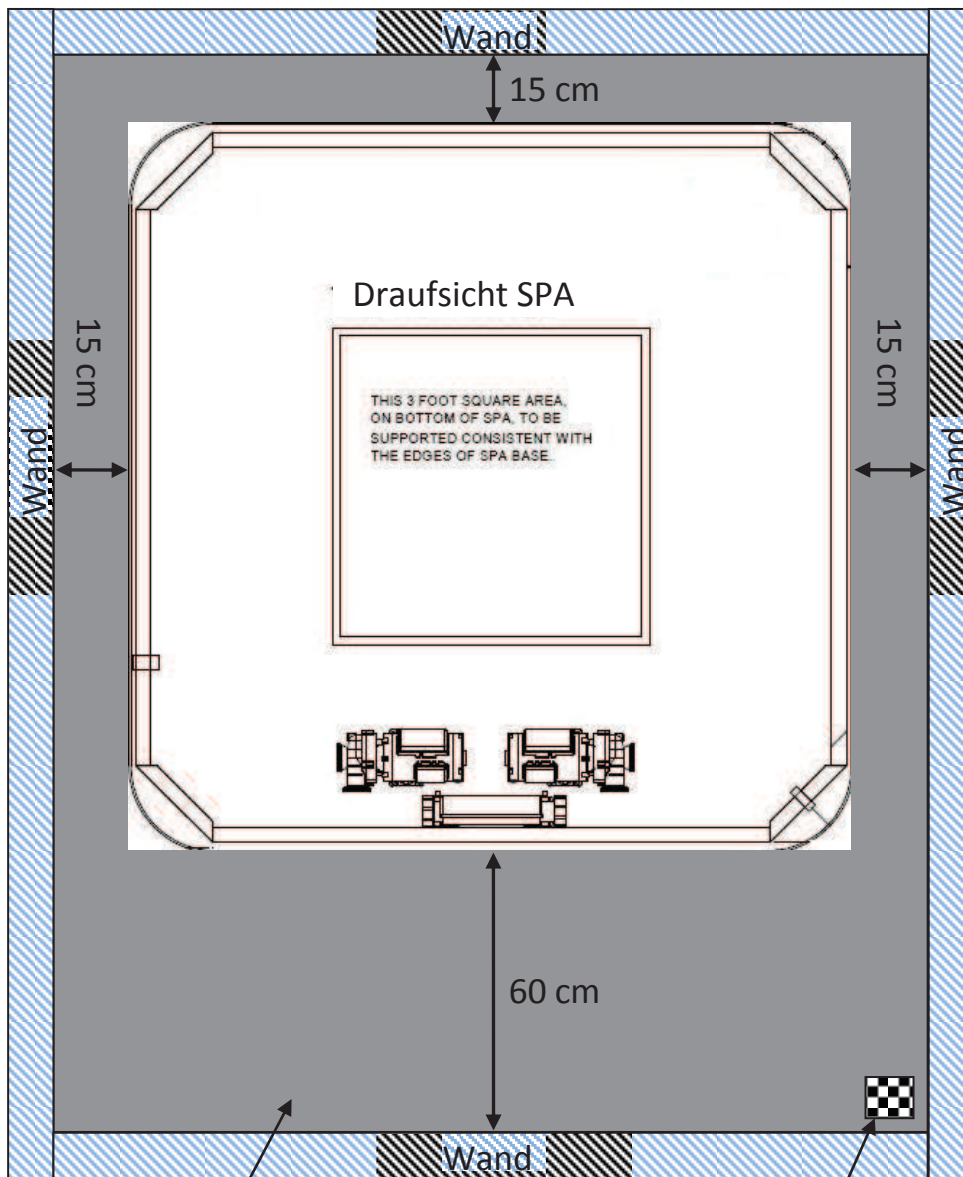 Wand
15 cm
Draufsicht SPA
15 cm
15 cm
THIS 3 FOOT SQUARE AREA,
ON BOTTOM OF SPA, TO BE
SUPPORTED CONSISTENT WITH
THE EDGES OF SPA BASE.
Wand
Wand
60 cm
Wand